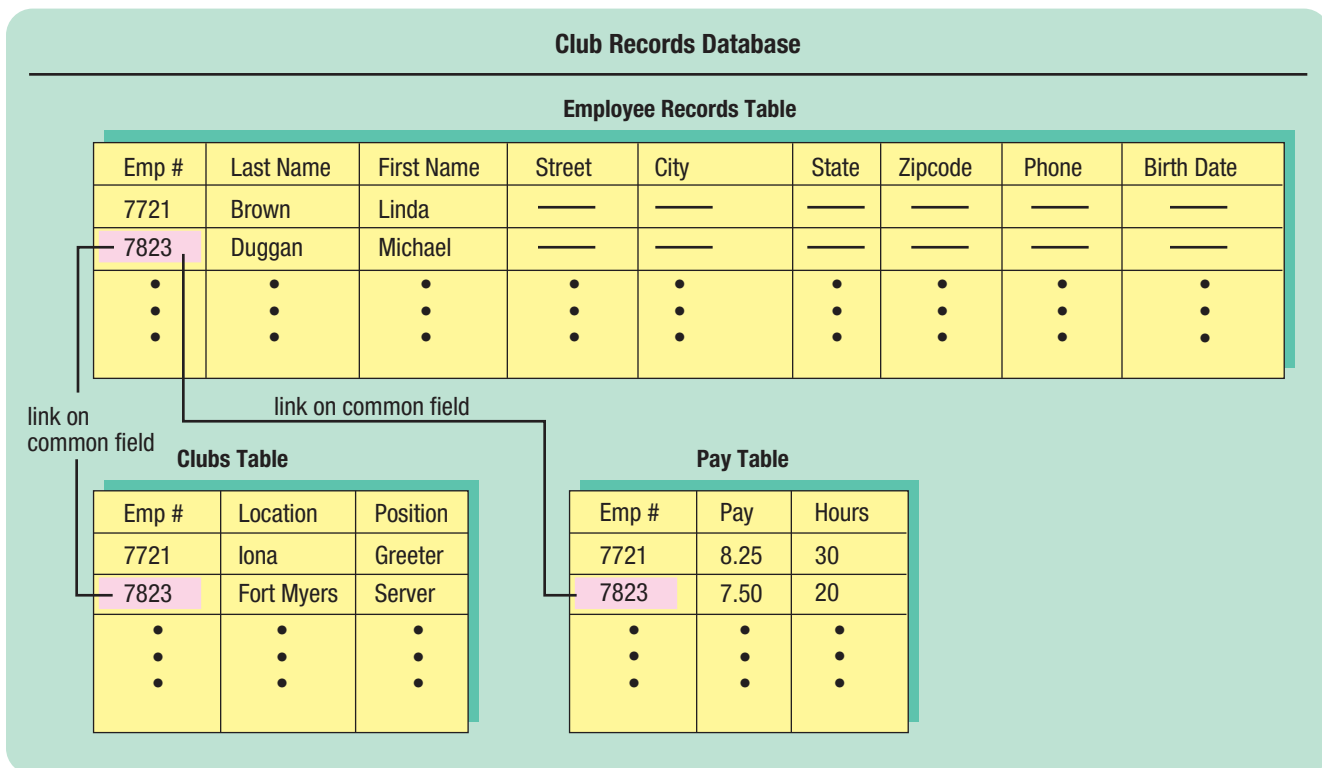 Club Records Database
Employee Records Table
Emp # Last Name First Name Street City State Zipcode Phone Birth Date
7721 Brown Linda
7823 Duggan Michael
link on common field
link on
common field
Clubs Table
Emp # Location Position
7721 Iona Greeter
7823 Fort Myers Server
Pay Table
Emp # Pay Hours
7721 8.25 30
7823 7.50 20